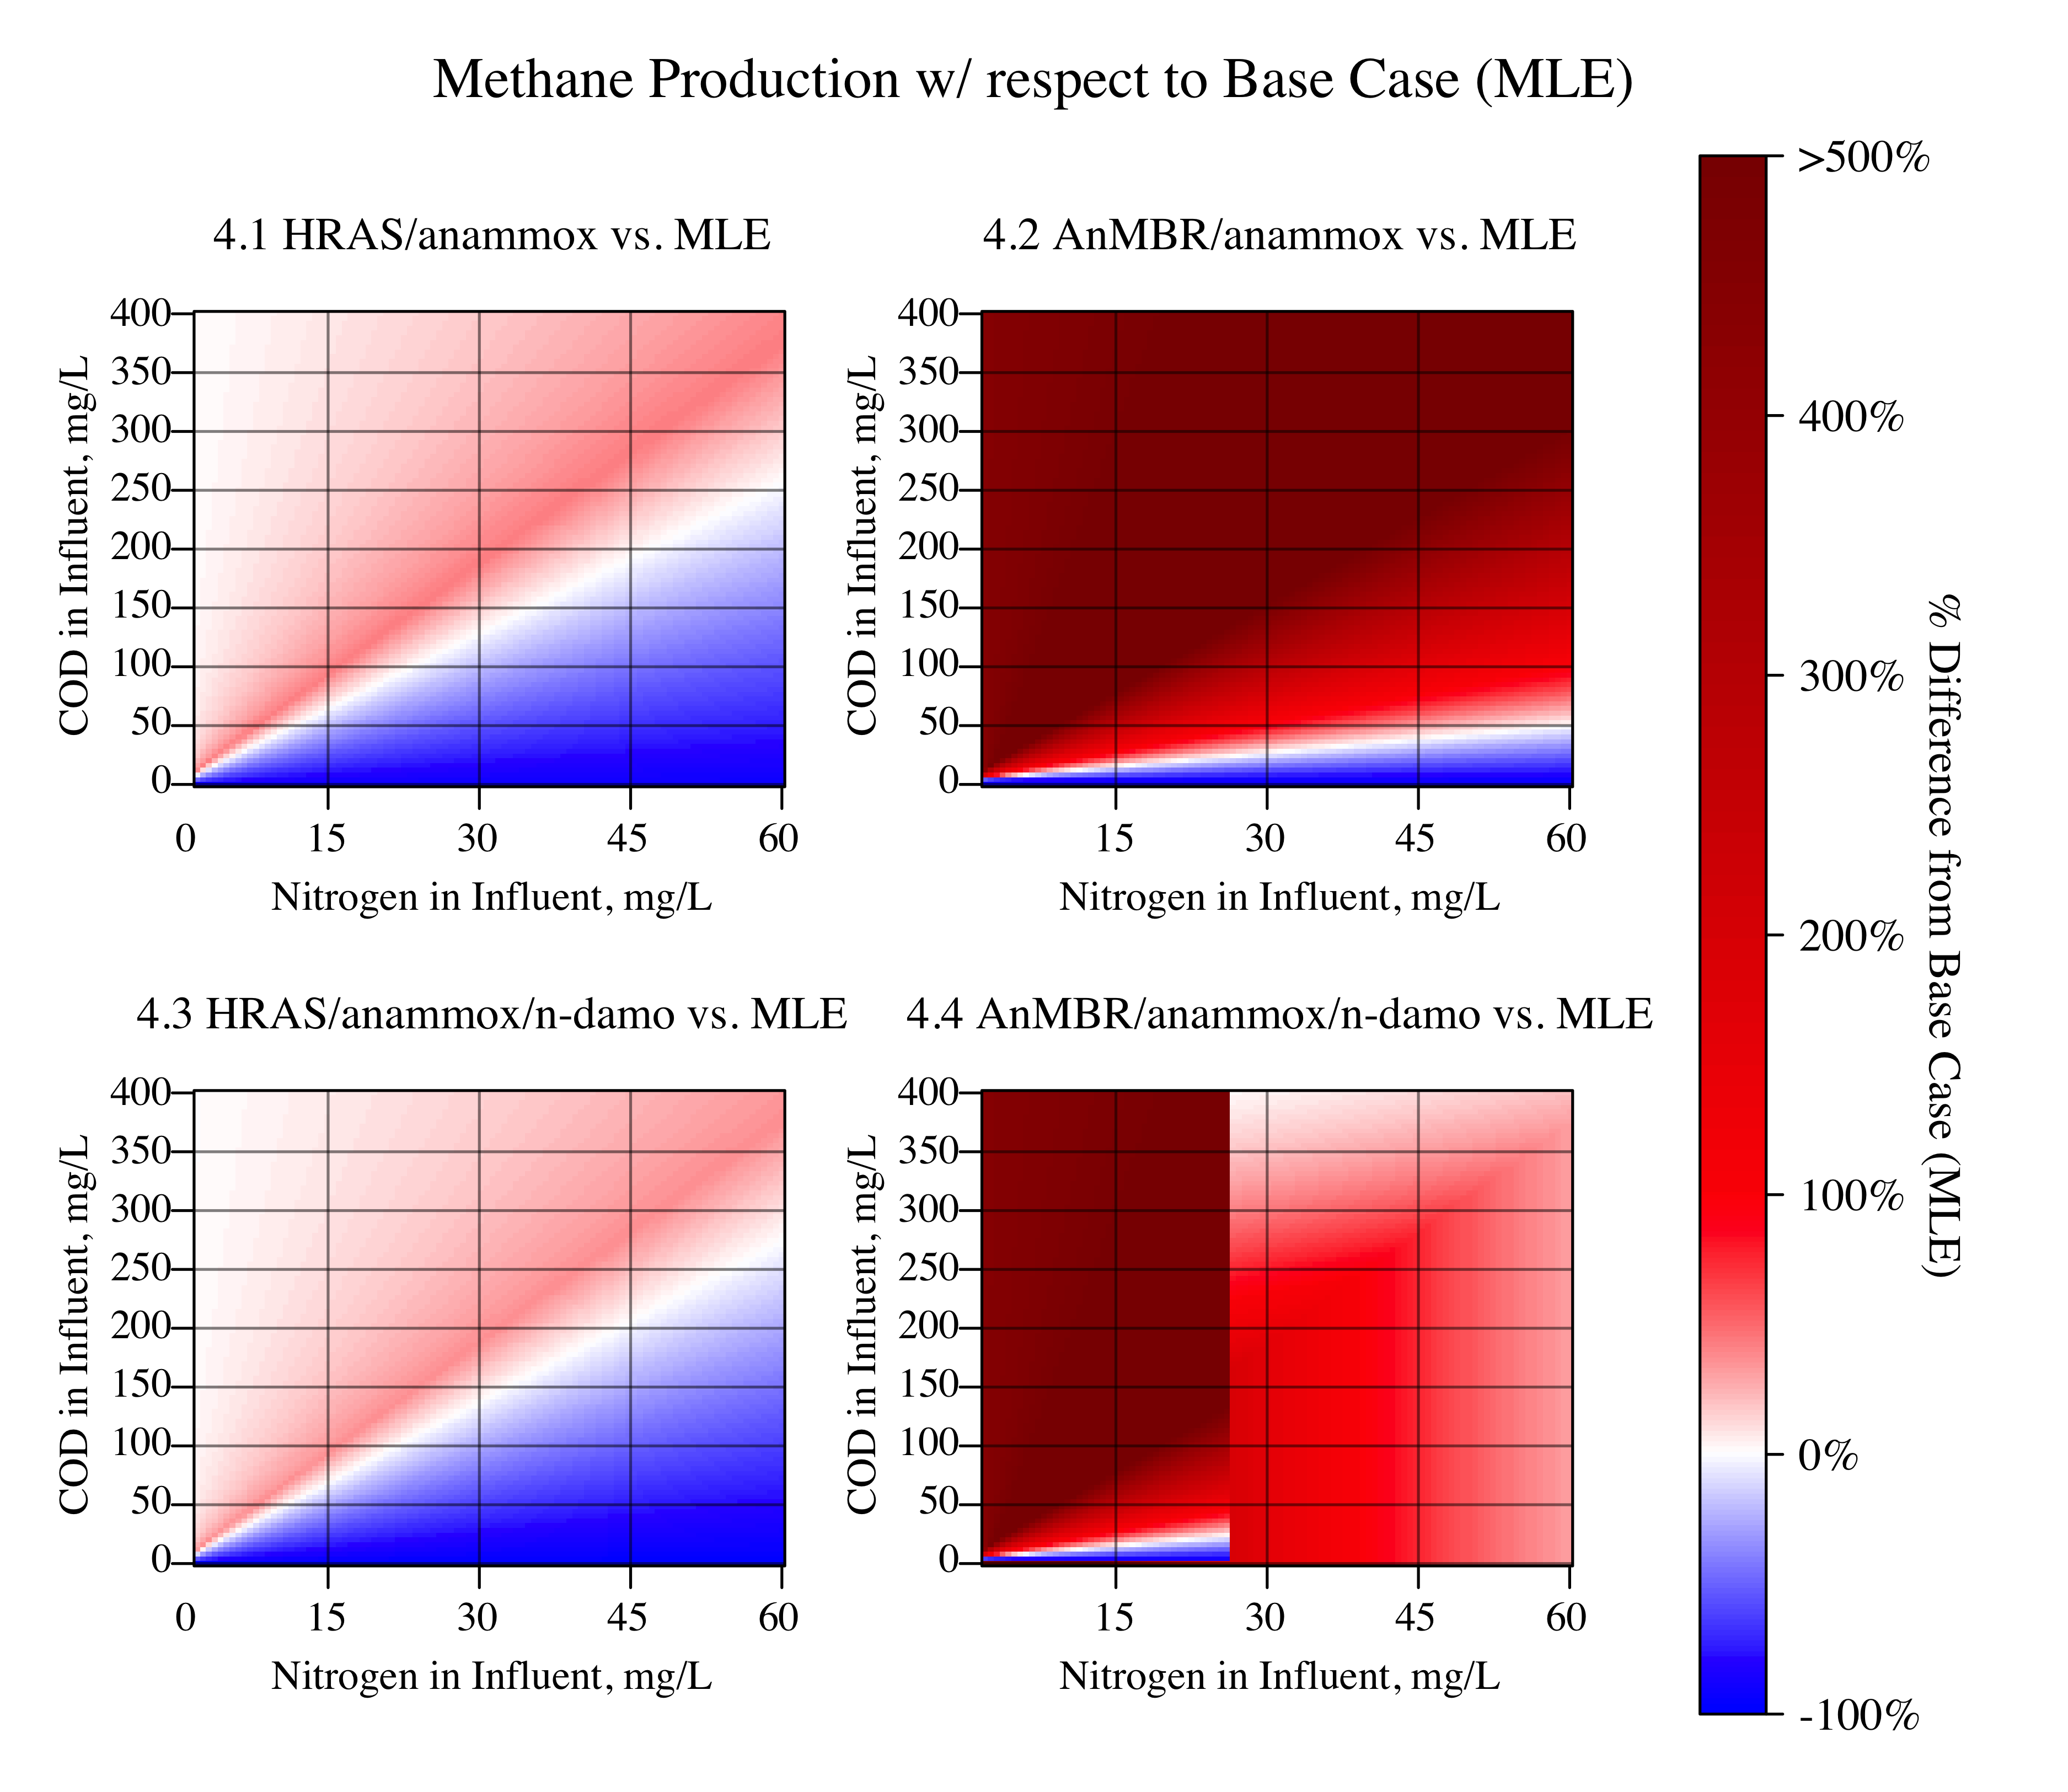 Methane Production w/ respect to Base Case (MLE)
4.1 HRAS/anammox vs. MLE
400
350
300
250
200
150
100
50
0
COD in Influent, mg/L
0 15 30 45 60
Nitrogen in Influent, mg/L
4.2 AnMBR/anammox vs. MLE
400
350
300
250
200
150
100
50
0
COD in Influent, mg/L
15 30 45 60
Nitrogen in Influent, mg/L
4.3 HRAS/anammox/n-damo vs. MLE
400
350
300
250
200
150
100
50
0
COD in Influent, mg/L
0 15 30 45 60
Nitrogen in Influent, mg/L
4.4 AnMBR/anammox/n-damo vs. MLE
400
350
300
250
200
150
100
50
0
COD in Influent, mg/L
15 30 45 60
Nitrogen in Influent, mg/L
>500%
400%
300%
200%
100%
0%
-100%
% Difference from Base Case (MLE)